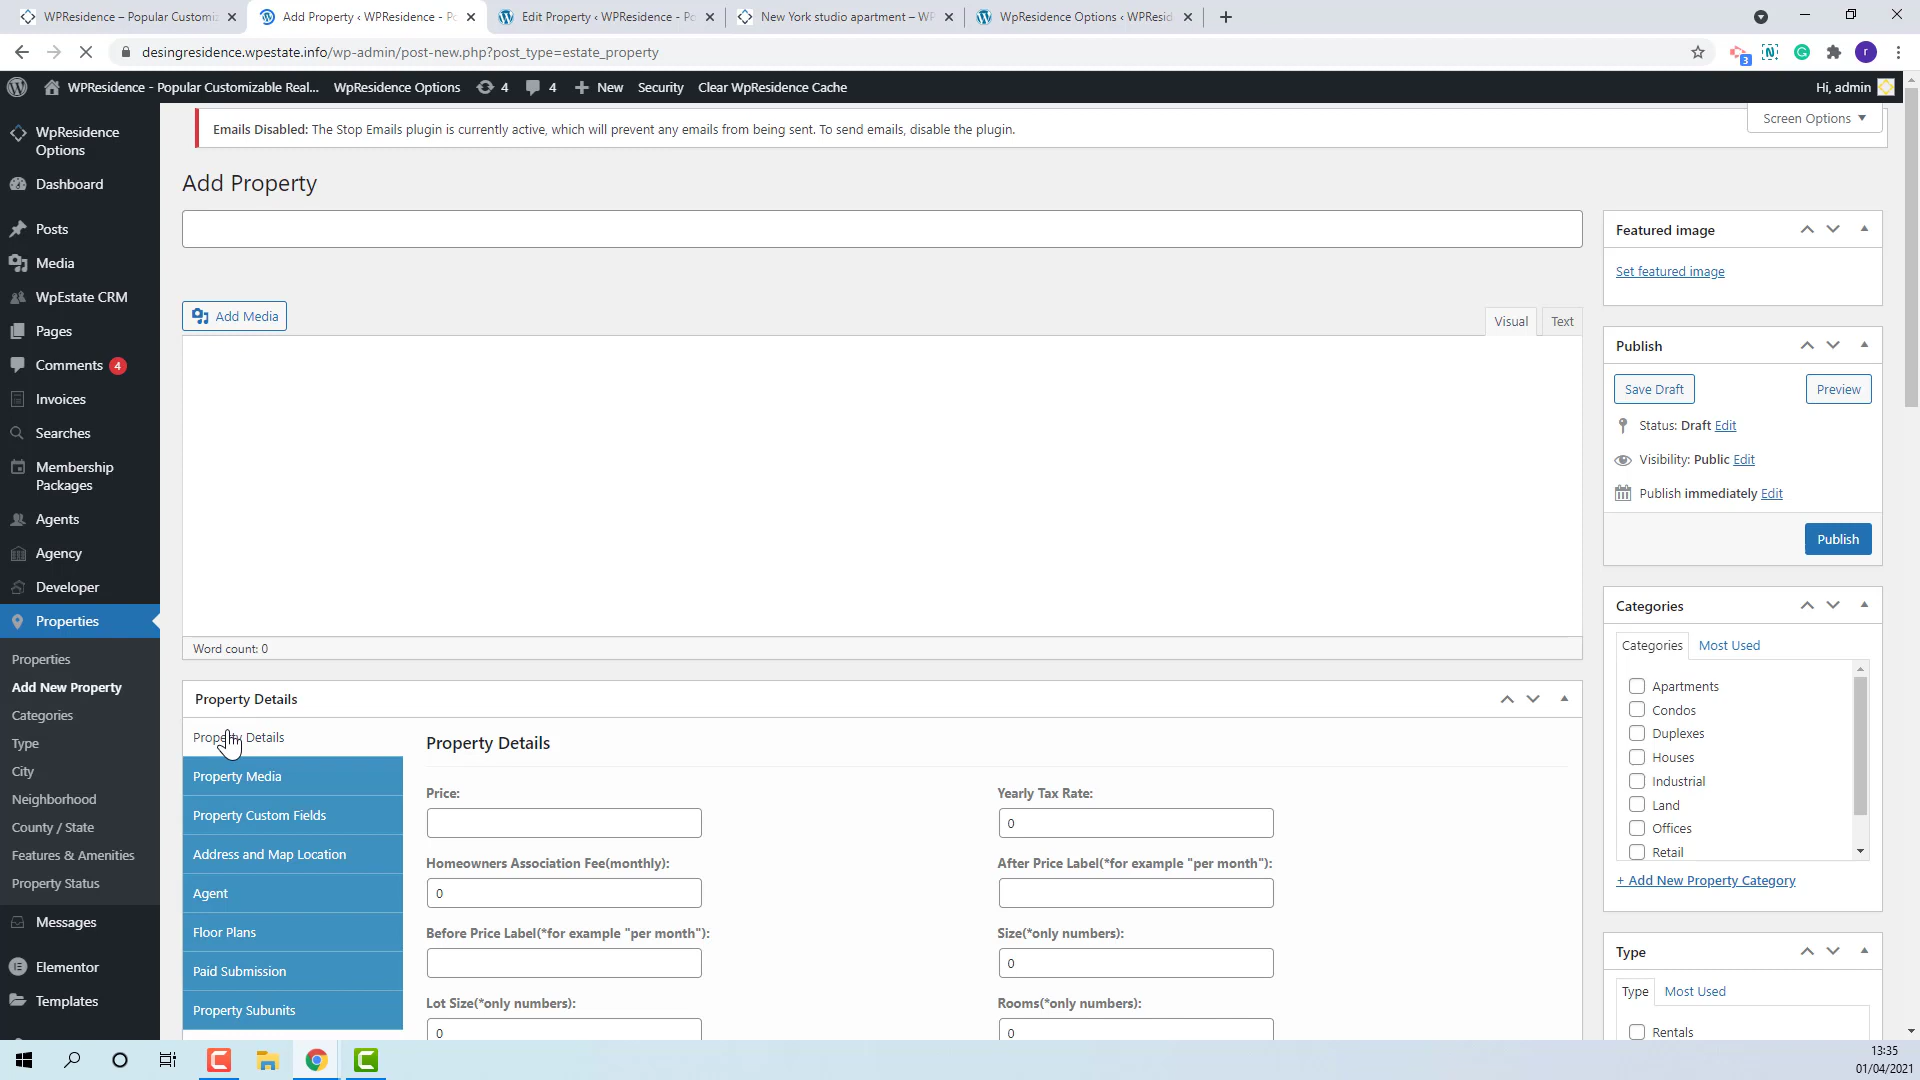 WPResidence – Popular Customiz
Add Property ‹ WPResidence - Po
Edit Property ‹ WPResidence - Po
New York studio apartment – WP
WpResidence Options ‹ WPResid
desingresidence.wpestate.info/wp-admin/post-new.php?post_type=estate_property
3
N
G
r
WPResidence - Popular Customizable Real...
WpResidence Options
4
4
New
Security
Clear WpResidence Cache
Hi, admin
WpResidence
Options
Dashboard
Posts
Media
WpEstate CRM
Pages
Comments 4
Invoices
Searches
Membership
Packages
Agents
Agency
Developer
Properties
Properties
Add New Property
Categories
Type
City
Neighborhood
County / State
Features & Amenities
Property Status
Messages
Elementor
Templates
Emails Disabled: The Stop Emails plugin is currently active, which will prevent any emails from being sent. To send emails, disable the plugin.
Screen Options
Add Property
Add Media
Visual
Text
Word count: 0
Property Details
Property Details
Property Media
Property Custom Fields
Address and Map Location
Agent
Floor Plans
Paid Submission
Property Subunits
Property Details
Price:
Yearly Tax Rate:
0
Homeowners Association Fee(monthly):
After Price Label(*for example "per month"):
0
Before Price Label(*for example "per month"):
Size(*only numbers):
0
Lot Size(*only numbers):
Rooms(*only numbers):
0
0
Featured image
Set featured image
Publish
Save Draft
Preview
Status: Draft Edit
Visibility: Public Edit
Publish immediately Edit
Publish
Categories
Categories
Most Used
Apartments
Condos
Duplexes
Houses
Industrial
Land
Offices
Retail
+ Add New Property Category
Type
Type
Most Used
Rentals
13:35
01/04/2021